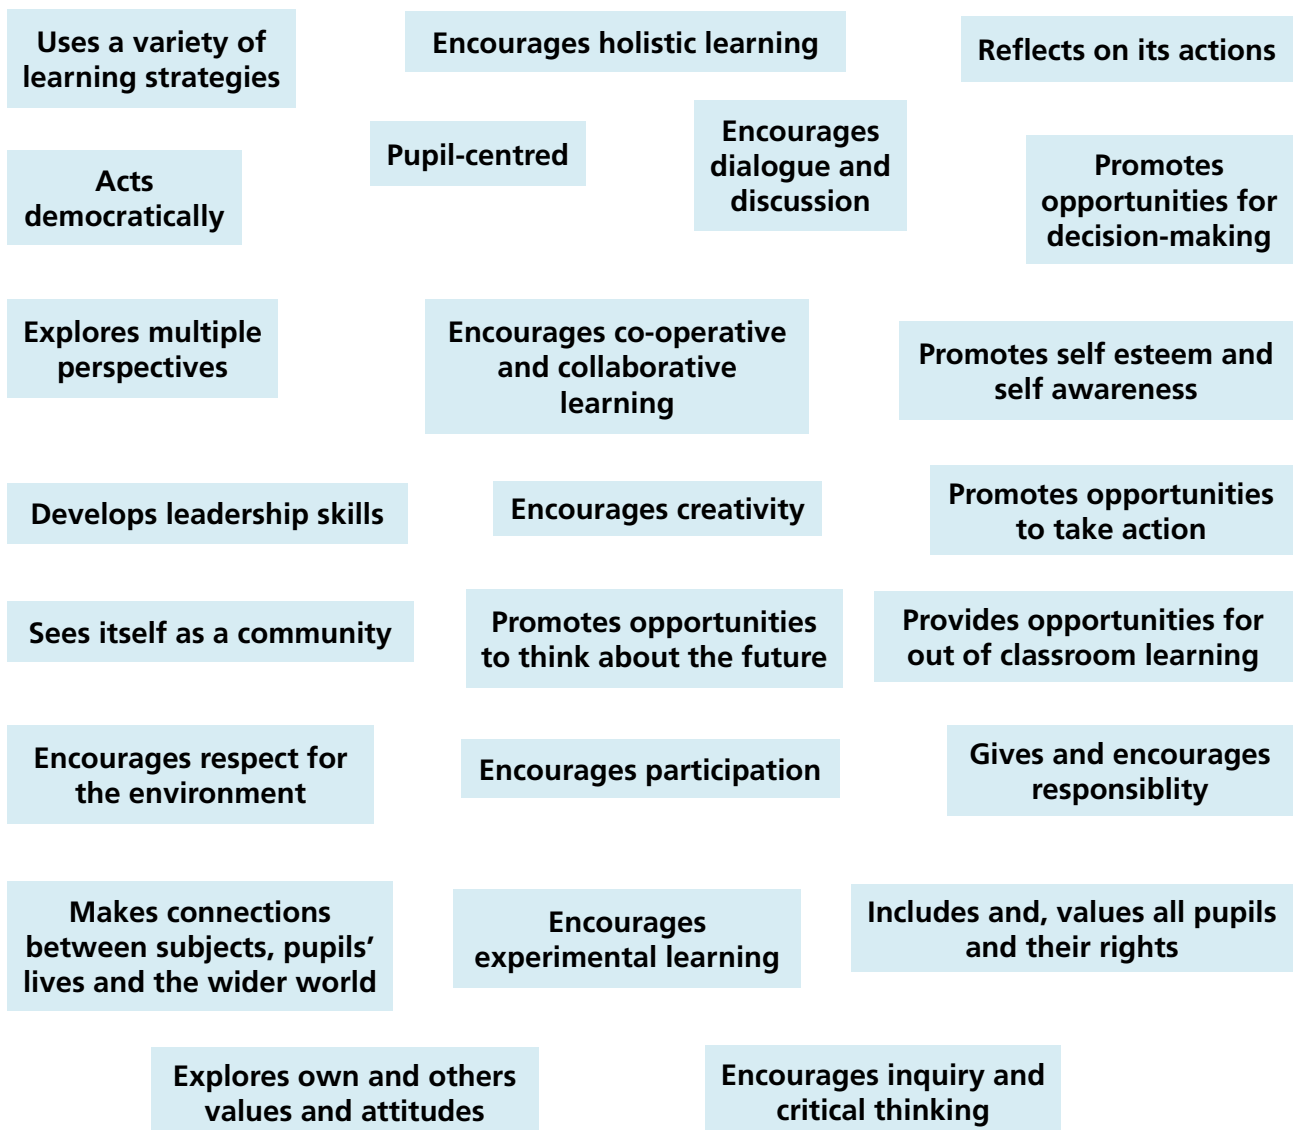 Uses a variety of
learning strategies
Encourages holistic learning
Reflects on its actions
Pupil-centred
Encourages
dialogue and
discussion
Acts
democratically
Promotes
opportunities for
decision-making
Explores multiple
perspectives
Encourages co-operative
and collaborative
learning
Promotes self esteem and
self awareness
Develops leadership skills
Encourages creativity
Promotes opportunities
to take action
Sees itself as a community
Promotes opportunities
to think about the future
Provides opportunities for
out of classroom learning
Encourages respect for
the environment
Encourages participation
Gives and encourages
responsiblity
Makes connections
between subjects, pupils’
lives and the wider world
Encourages
experimental learning
Includes and, values all pupils
and their rights
Explores own and others
values and attitudes
Encourages inquiry and
critical thinking